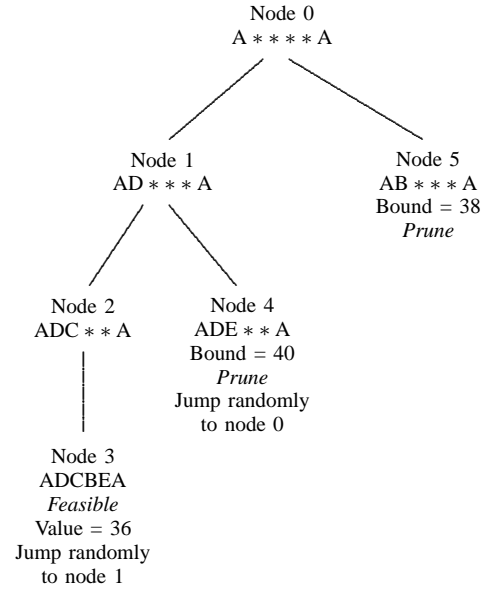 Node 0
A ∗ ∗ ∗ ∗ A
Node 1
AD ∗ ∗ ∗ A
Node 5
AB ∗ ∗ ∗ A
Bound = 38
Prune
Node 2
ADC ∗ ∗ A
Node 4
ADE ∗ ∗ A
Bound = 40
Prune
Jump randomly
to node 0
Node 3
ADCBEA
Feasible
Value = 36
Jump randomly
to node 1